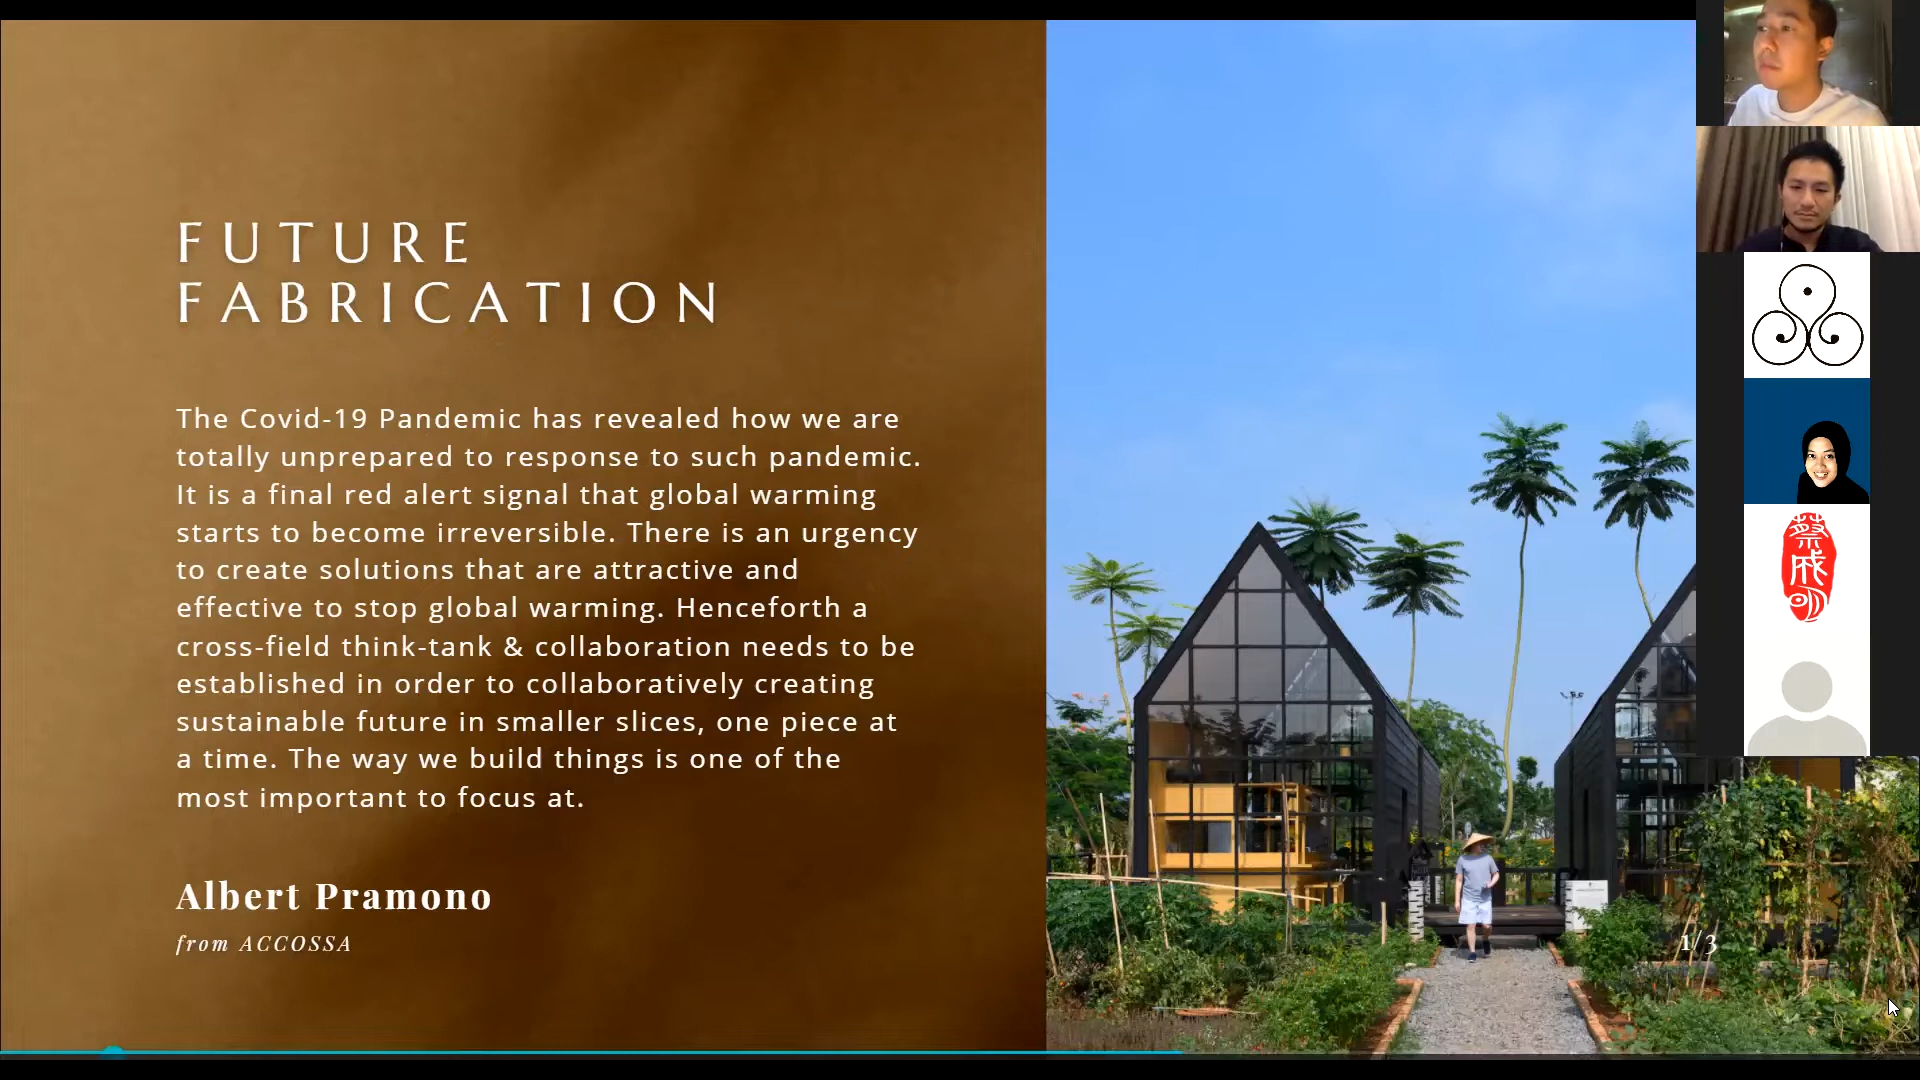 FUTURE
FABRICATION
The Covid-19 Pandemic has revealed how we are
totally unprepared to response to such pandemic.
It is a final red alert signal that global warming
starts to become irreversible. There is an urgency
to create solutions that are attractive and
effective to stop global warming. Henceforth a
cross-field think-tank & collaboration needs to be
established in order to collaboratively creating
sustainable future in smaller slices, one piece at
a time. The way we build things is one of the
most important to focus at.
Albert Pramono
from ACCOSSA
1/3